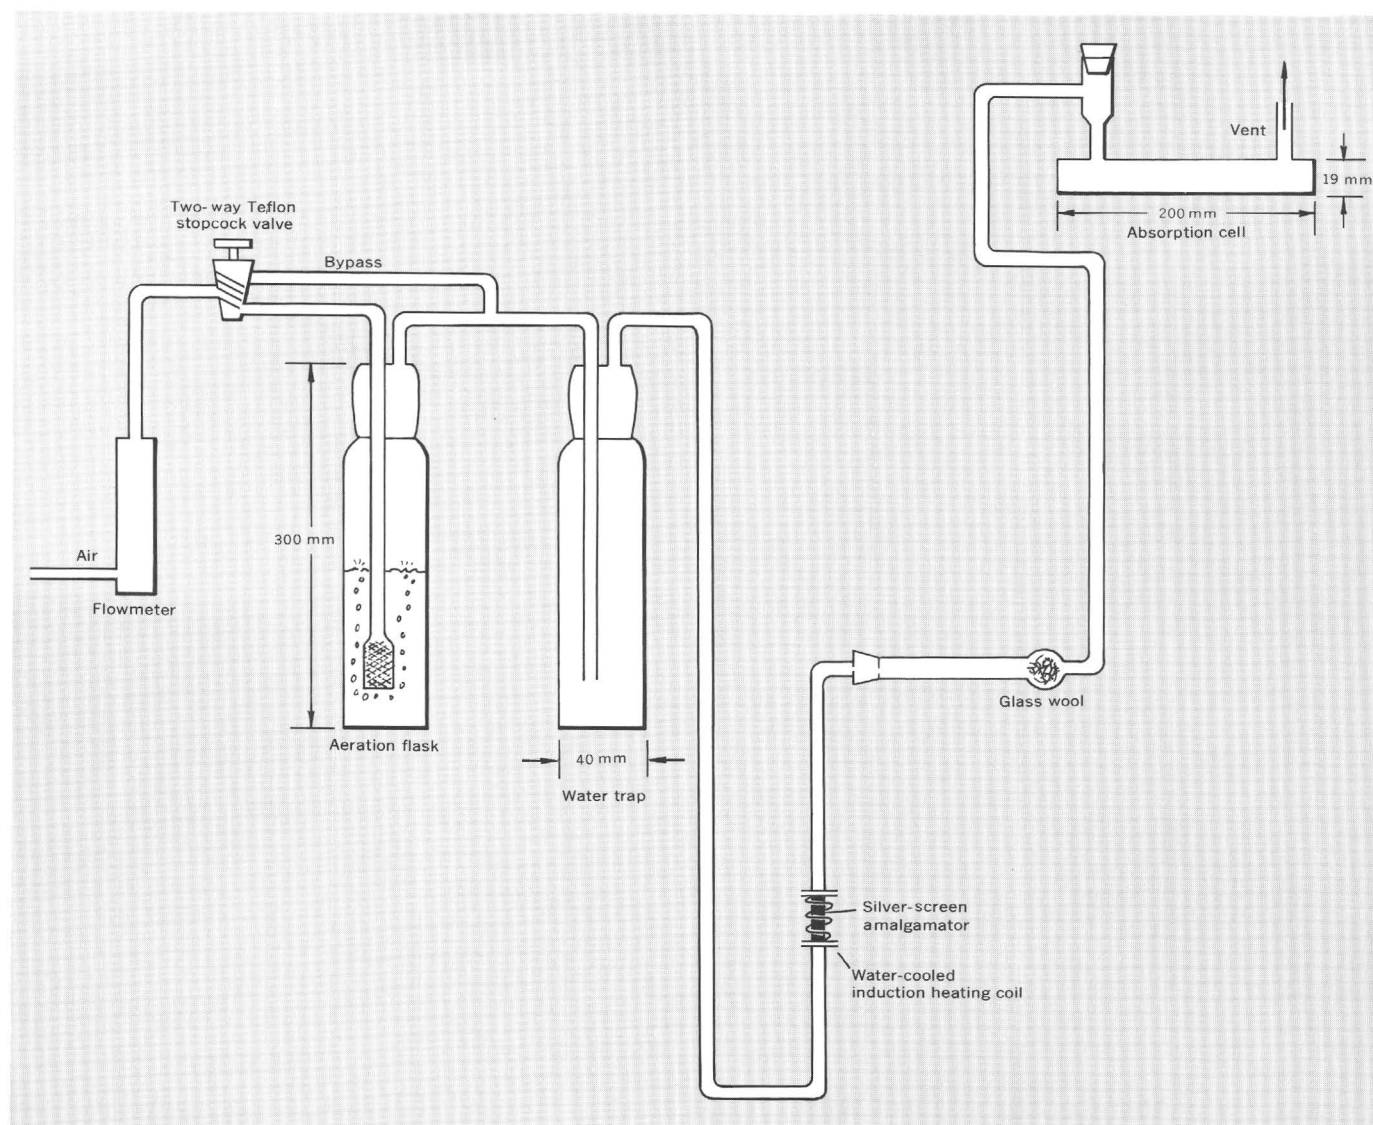 Vent
19 mm
200 mm
Absorption cell
Two-way Teflon
stopcock valve
Bypass
300 mm
Air
Flowmeter
Glass wool
Aeration flask
40 mm
Water trap
Silver-screen
amalgamator
Water-cooled
induction heating coil